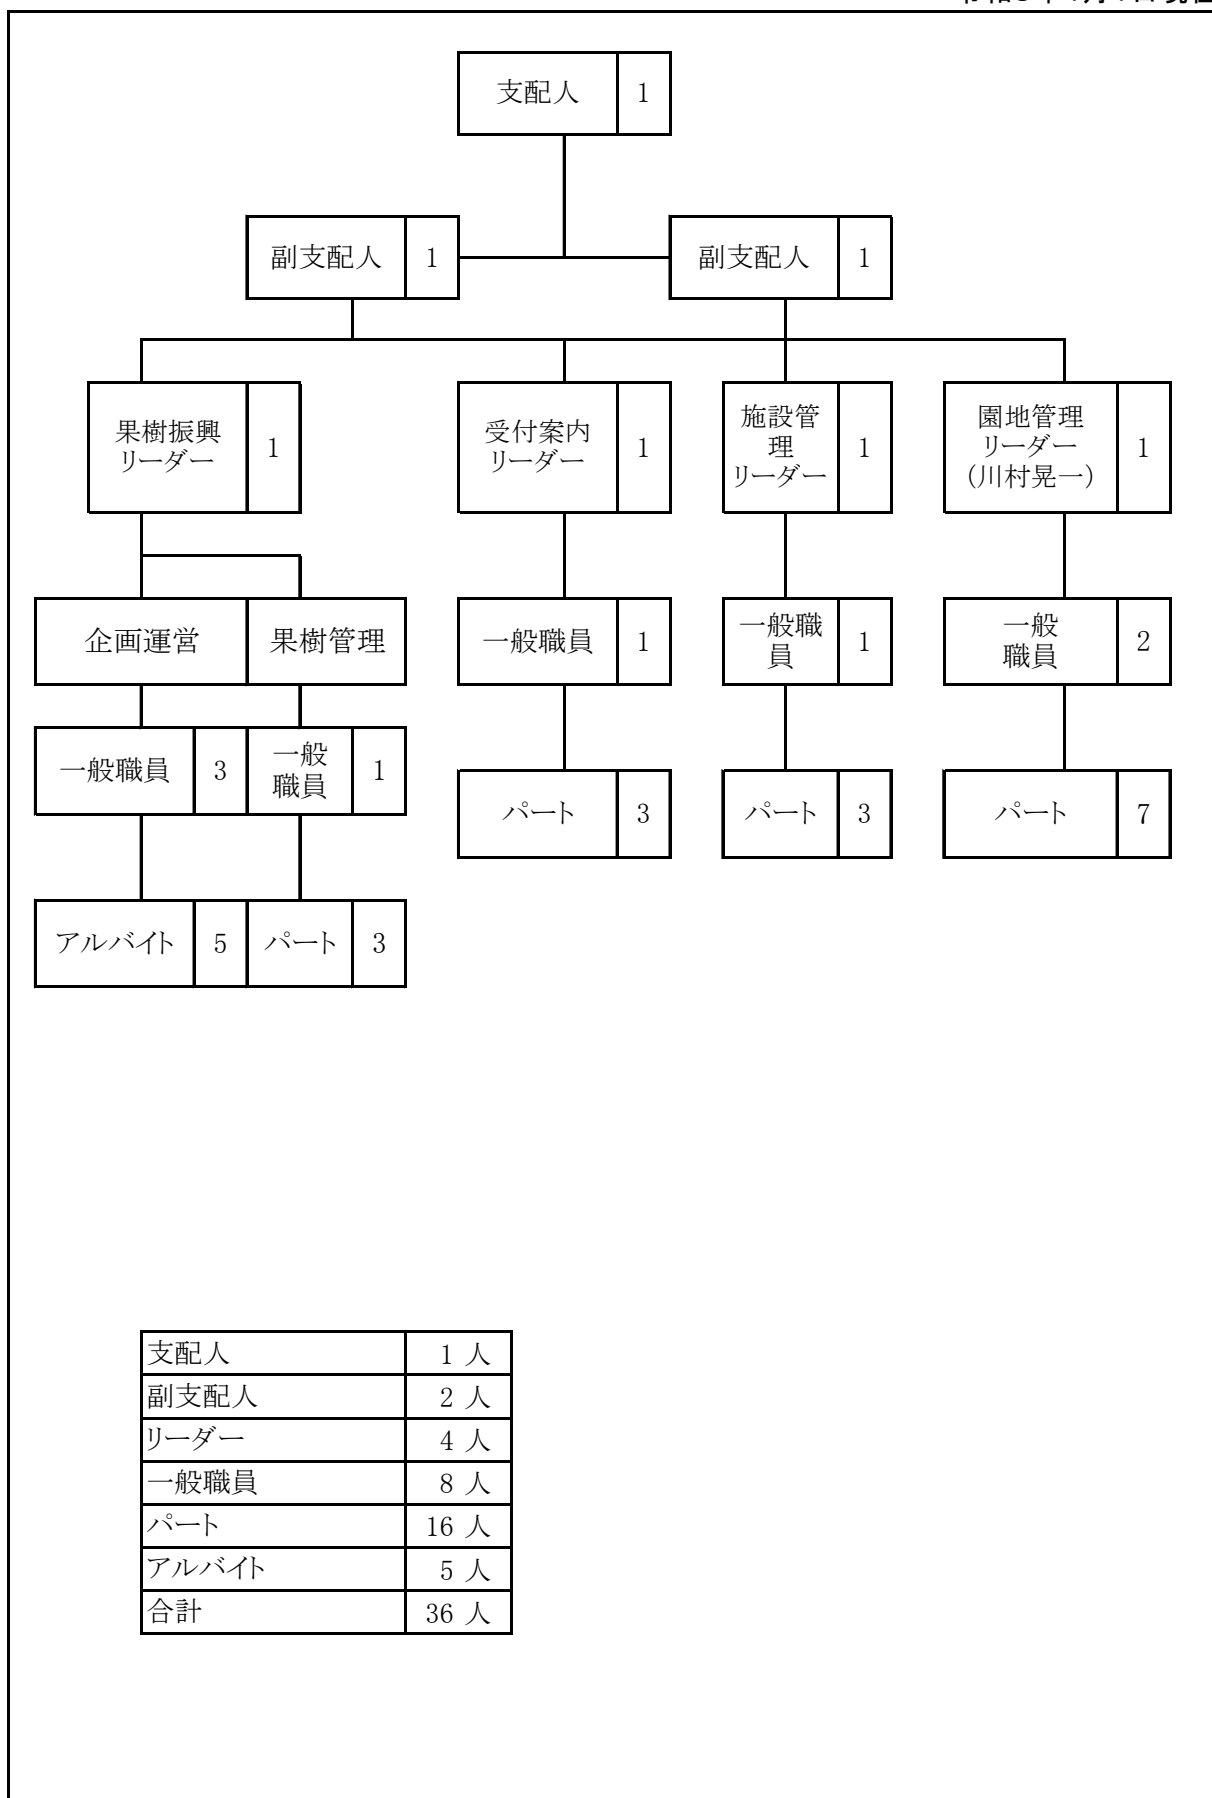 支配人 1
副支配人 1
副支配人 1
果樹振興
リーダー
1
受付案内
リーダー
1
施設管
理
リーダー
1
園地管理
リーダー
(川村晃一)
1
企画運営
果樹管理
一般職員 1
一般職
員
1
一般
職員
2
一般職員 3
一般
職員
1
パート 3
パート 3
パート 7
アルバイト 5
パート 3
支配人 1 人
副支配人 2 人
リーダー 4 人
一般職員 8 人
パート 16 人
アルバイト 5 人
合計 36 人